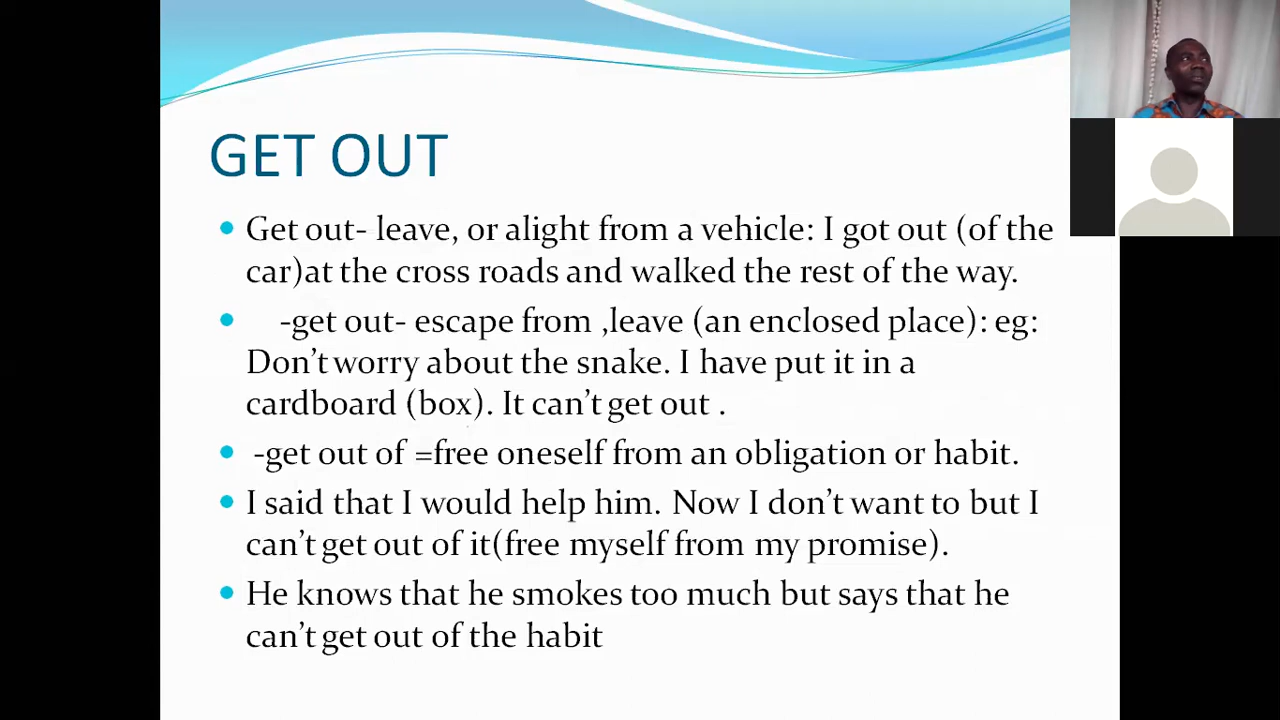 GET OUT
Get out- leave, or alight from a vehicle: I got out (of the
car)at the cross roads and walked the rest of the way.
-get out- escape from ,leave (an enclosed place): eg:
Don't worry about the snake. I have put it in a
cardboard (box). It can't get out .
-get out of =free oneself from an obligation or habit.
I said that I would help him. Now I don't want to but I
can't get out of it(free myself from my promise).
He knows that he smokes too much but says that he
can't get out of the habit